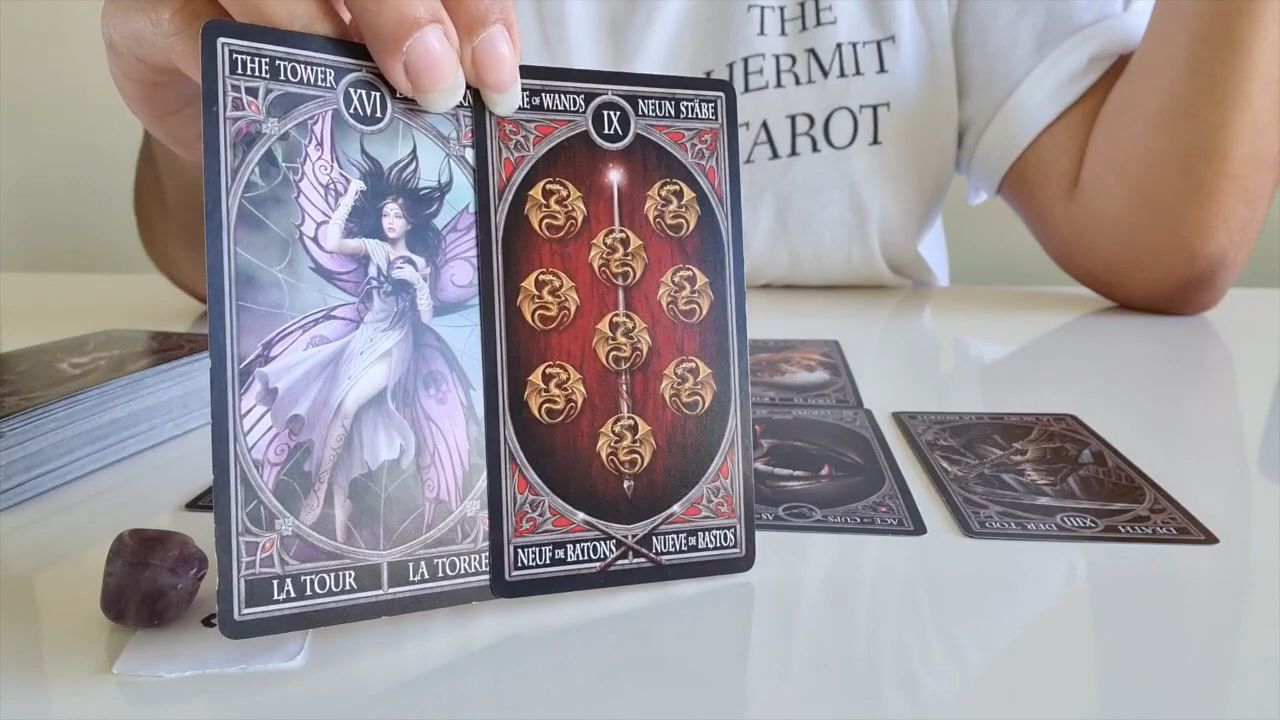 THE
HERMIT
TAROT
THE TOWER
XVI
OF WANDS
IX
NEUN STÄBE
LA TOUR
LA TORRE
NEUF DE BATONS
NUEVE DE BASTOS
ACE OF CUPS
AS
DEATH
XIII
DER TOD